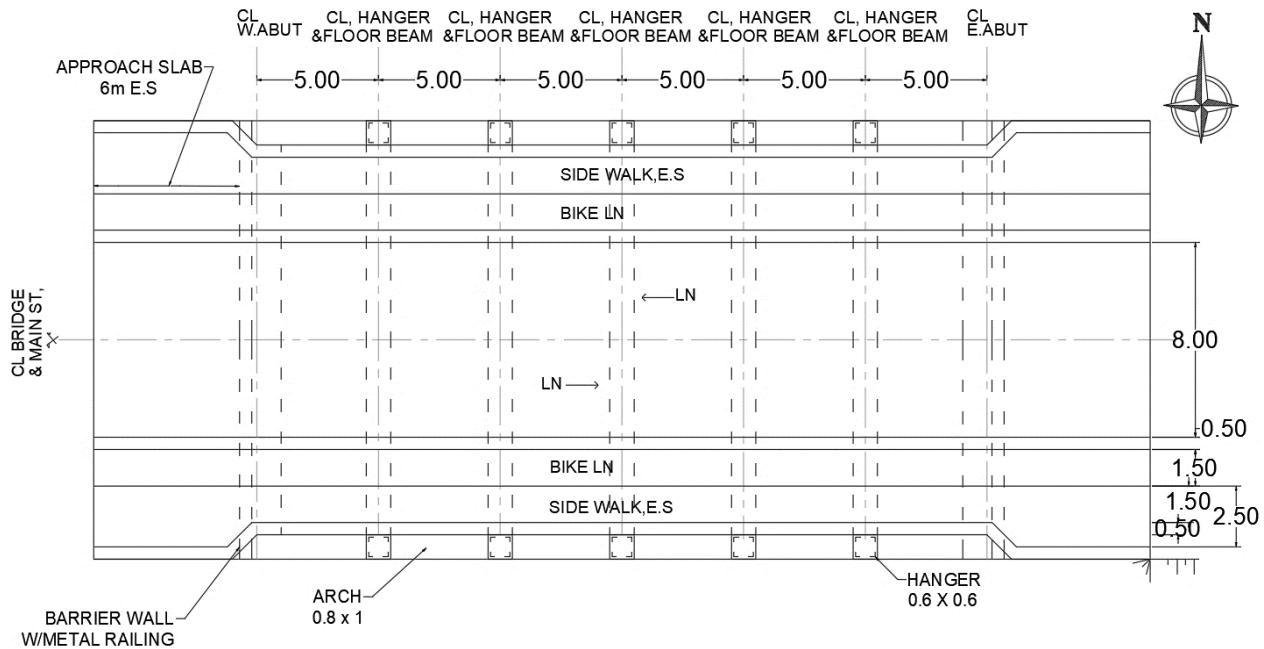 CL
W.ABUT
CL, HANGER
&FLOOR BEAM
CL, HANGER
&FLOOR BEAM
CL, HANGER
&FLOOR BEAM
CL, HANGER
&FLOOR BEAM
CL, HANGER
&FLOOR BEAM
CL
E.ABUT
N
APPROACH SLAB
6m E.S
5.00
5.00
5.00
5.00
5.00
5.00
SIDE WALK,E.S
BIKE LN
LN
CL BRIDGE
& MAIN ST,
8.00
LN
0.50
BIKE LN
1.50
SIDE WALK,E.S
1.50
2.50
0.50
HANGER
0.6 X 0.6
ARCH
0.8 x 1
BARRIER WALL
W/METAL RAILING